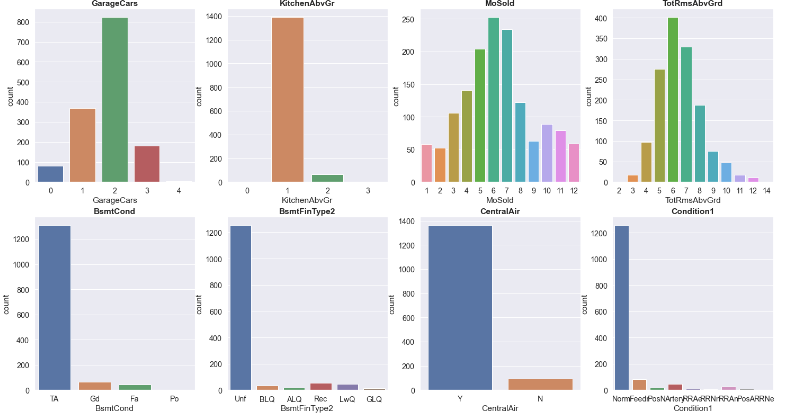 GarageCars
KitchenAbvGr
MoSold
TotRmsAbvGrd
count
800
700
600
500
400
300
200
100
0
0 1 2 3 4
GarageCars
count
1400
1200
1000
800
600
400
200
0
0 1 2 3
KitchenAbvGr
count
250
200
150
100
50
0
1 2 3 4 5 6 7 8 9 10 11 12
MoSold
count
400
350
300
250
200
150
100
50
0
2 3 4 5 6 7 8 9 10 11 12 14
TotRmsAbvGrd
BsmtCond
BsmtFinType2
CentralAir
Condition1
count
1200
1000
800
600
400
200
0
TA Gd Fa Po
BsmtCond
count
1200
1000
800
600
400
200
0
Unf BLQ ALQ Rec LwQ GLQ
BsmtFinType2
count
1400
1200
1000
800
600
400
200
0
Y N
CentralAir
count
1200
1000
800
600
400
200
0
Norm
Condition1